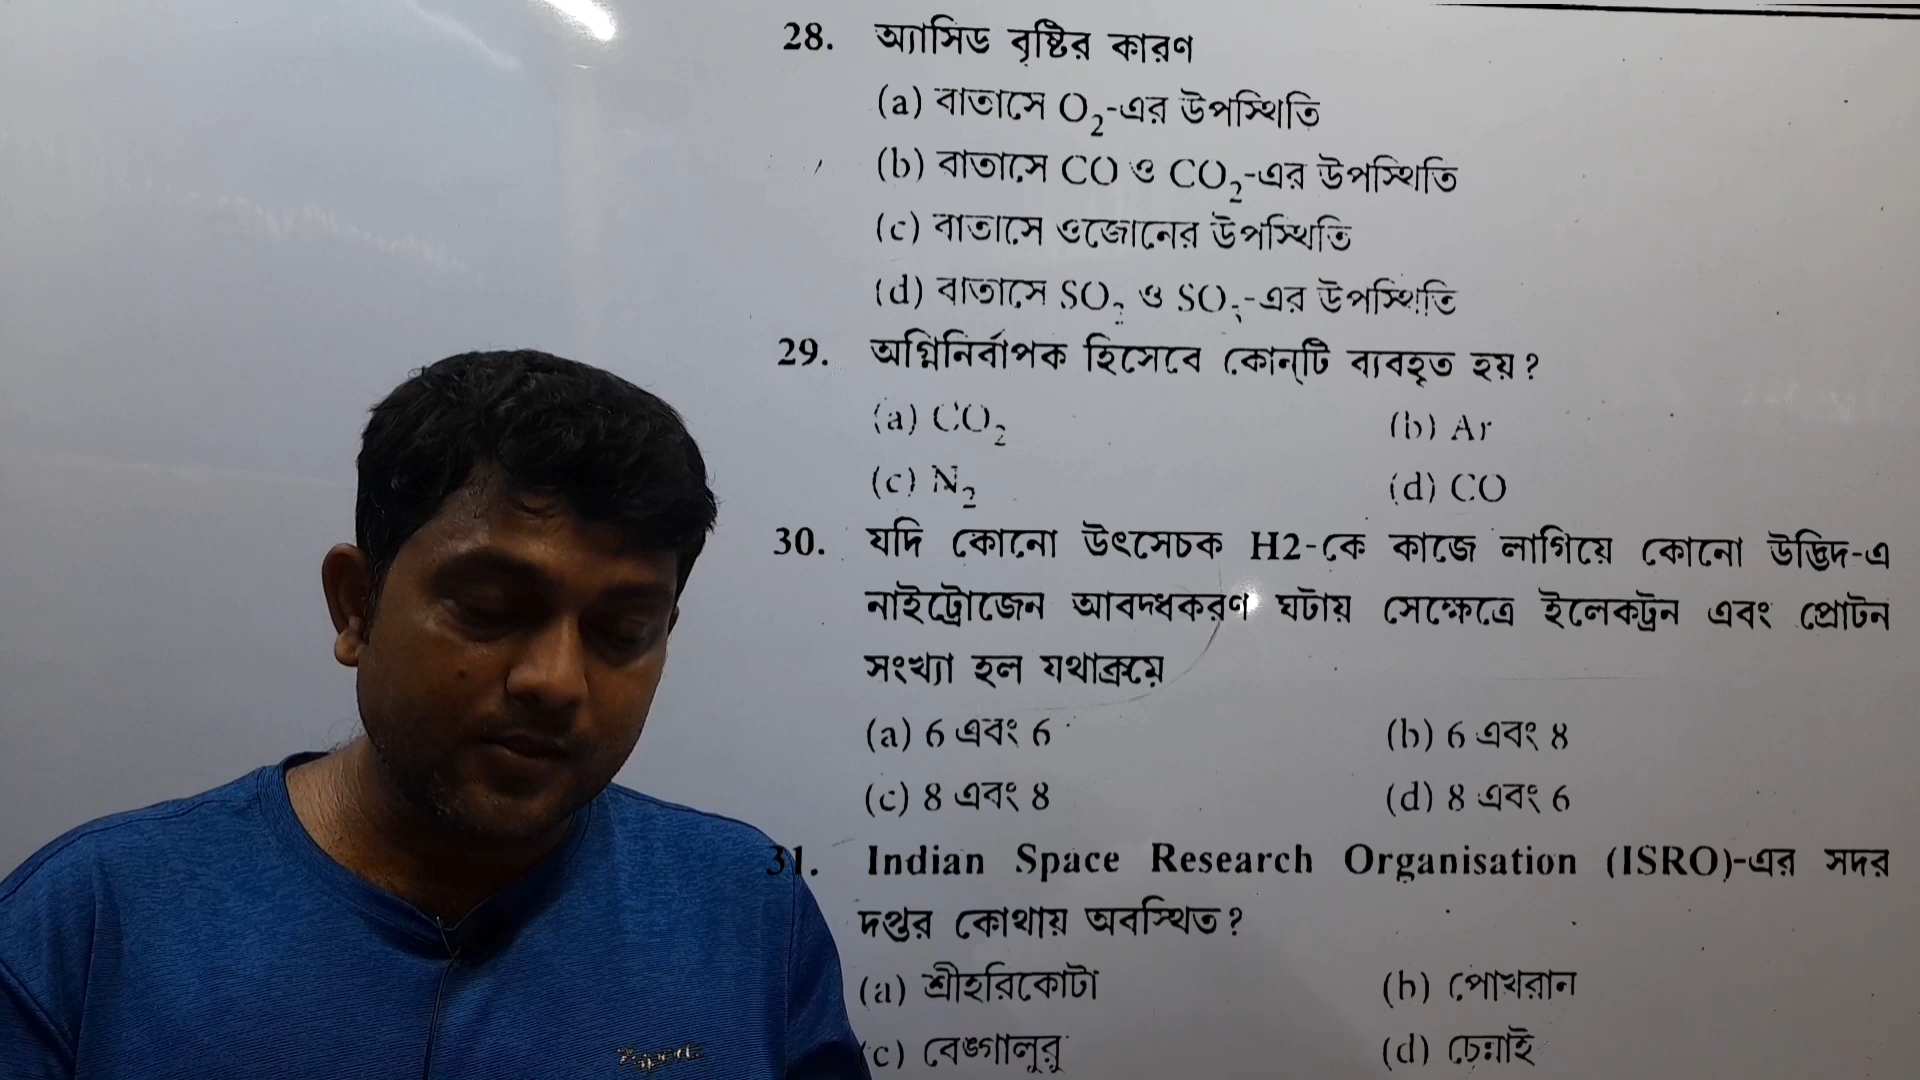 28. অ্যাসিড বৃষ্টির কারণ
(a) বাতাসে O₂-এর উপস্থিতি
(b) বাতাসে CO ও CO₂-এর উপস্থিতি
(c) বাতাসে ওজোনের উপস্থিতি
(d) বাতাসে SO₂ ও SO₃-এর উপস্থিতি
29. অগ্নিনির্বাপক হিসেবে কোন্‌টি ব্যবহৃত হয়?
(a) CO₂ (b) Ar
(c) N₂ (d) CO
30. যদি কোনো উৎসেচক H2-কে কাজে লাগিয়ে কোনো উদ্ভিদ-এ
নাইট্রোজেন আবদ্ধকরণ ঘটায় সেক্ষেত্রে ইলেকট্রন এবং প্রোটন
সংখ্যা হল যথাক্রমে
(a) 6 এবং 6 (b) 6 এবং 8
(c) 8 এবং 8 (d) 8 এবং 6
31. Indian Space Research Organisation (ISRO)-এর সদর
দপ্তর কোথায় অবস্থিত?
(a) শ্রীহরিকোটা (b) পোখরান
(c) বেঙ্গালুরু (d) চেন্নাই